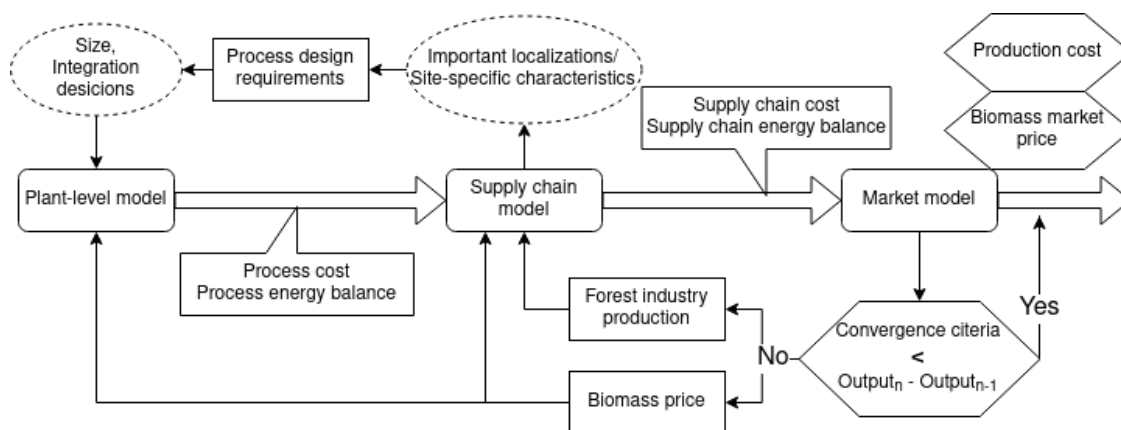 Size,
Integration
desicions
Process design
requirements
Important localizations/
Site-specific characteristics
Supply chain cost
Supply chain energy balance
Production cost
Biomass market
price
Plant-level model
Supply chain
model
Market model
Process cost
Process energy balance
Forest industry
production
Biomass price
No
Convergence citeria
<
Outputₙ - Outputₙ₋₁
Yes